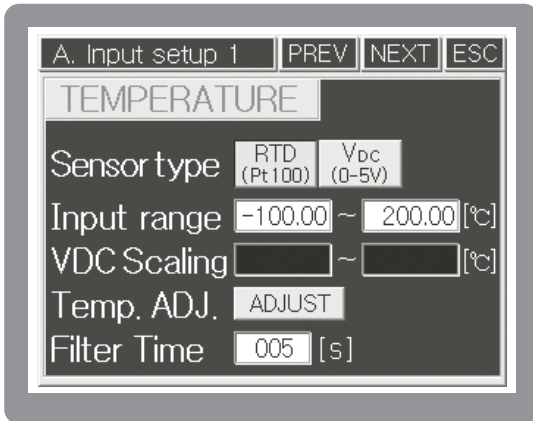 A. Input setup 1 PREV NEXT ESC
TEMPERATURE
Sensor type RTD (Pt100) VDC (0-5V)
Input range -100.00 ~ 200.00 [℃]
VDC Scaling ~ [℃]
Temp. ADJ. ADJUST
Filter Time 005 [S]